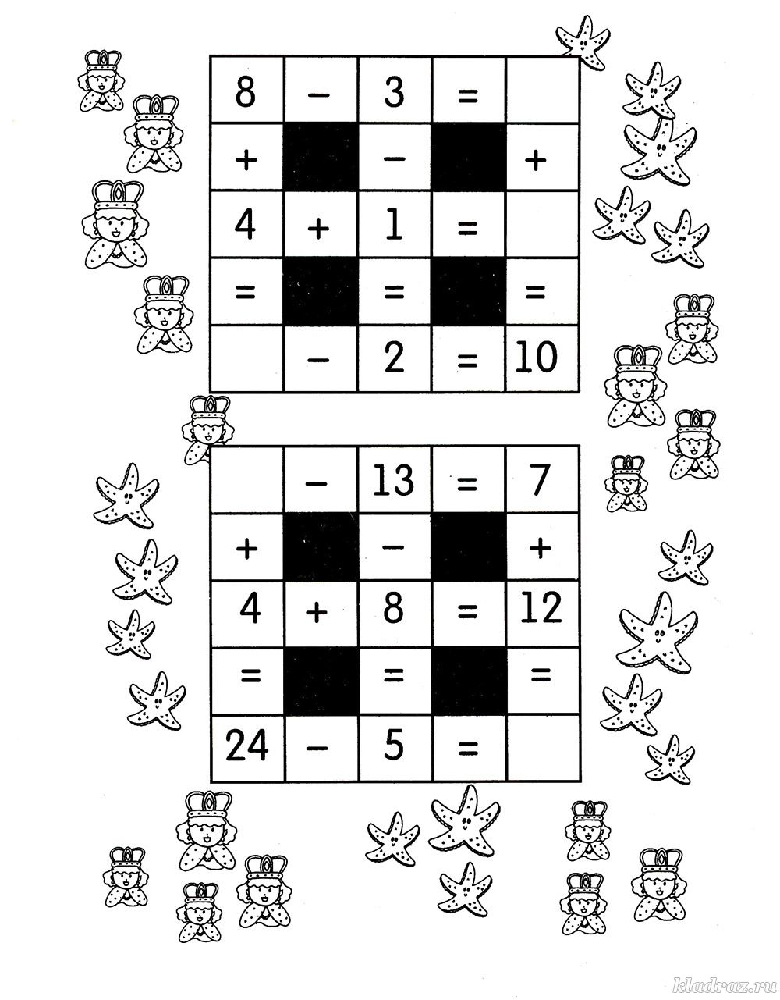 8 − 3 =
+ − +
4 + 1 =
= = =
− 2 = 10
− 13 = 7
+ − +
4 + 8 = 12
= = =
24 − 5 =
kladraz.ru